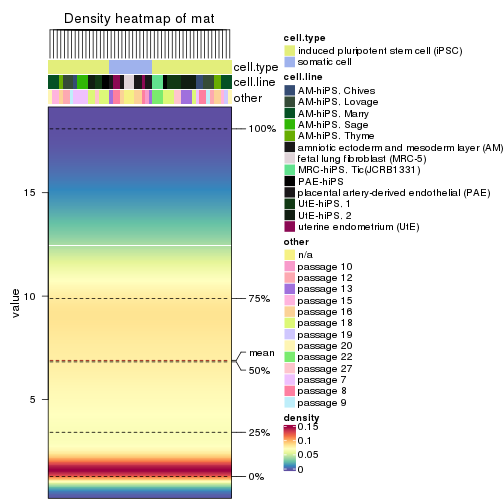 Density heatmap of mat
cell.type
cell.line
other
value
15
10
5
100%
75%
mean
50%
25%
0%
cell.type
induced pluripotent stem cell (iPSC)
somatic cell
cell.line
AM-hiPS. Chives
AM-hiPS. Lovage
AM-hiPS. Marry
AM-hiPS. Sage
AM-hiPS. Thyme
amniotic ectoderm and mesoderm layer (AM)
fetal lung fibroblast (MRC-5)
MRC-hiPS. Tic(JCRB1331)
PAE-hiPS
placental artery-derived endothelial (PAE)
UtE-hiPS. 1
UtE-hiPS. 2
uterine endometrium (UtE)
other
n/a
passage 10
passage 12
passage 13
passage 15
passage 16
passage 18
passage 19
passage 20
passage 22
passage 27
passage 7
passage 8
passage 9
density
0.15
0.1
0.05
0